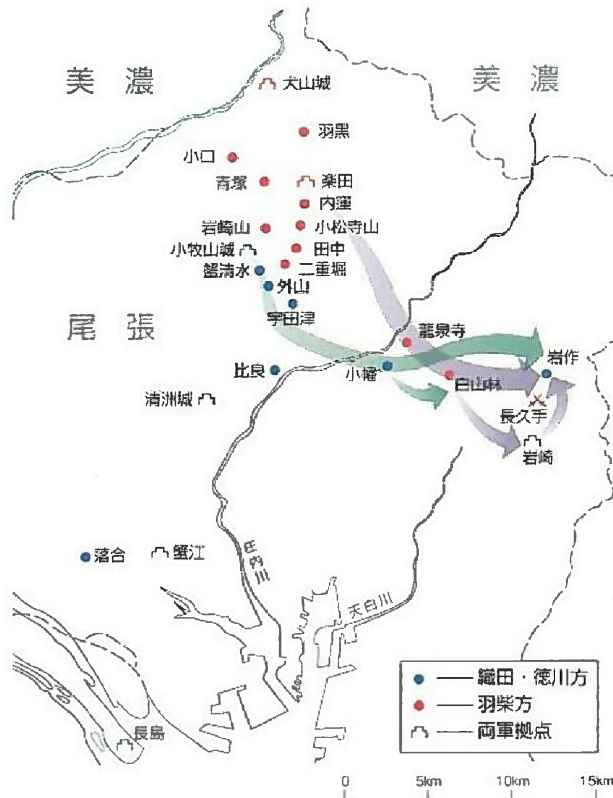 美濃
美濃
犬山城
羽黒
小口
青塚
楽田
内窪
岩崎山
小松寺山
小牧山誠
田中
蟹清水
二重堀
外山
宇田津
尾張
龍泉寺
比良
小幡
白山林
岩作
清洲城
長久手
岩崎
落合
蟹江
庄内川
天白川
長島
織田・徳川方
羽柴方
両軍拠点
0 5km 10km 15km